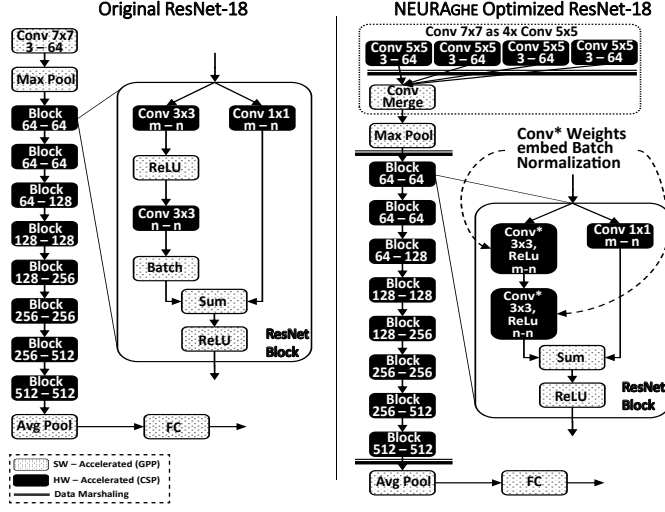 Original ResNet-18
Conv 7x7
3 – 64
Max Pool
Block
64 – 64
Block
64 – 64
Block
64 – 128
Block
128 – 128
Block
128 – 256
Block
256 – 256
Block
256 – 512
Block
512 – 512
Avg Pool
FC
Conv 3x3
m – n
Conv 1x1
m – n
ReLU
Conv 3x3
n – n
Batch
Sum
ReLU
ResNet
Block
SW – Accelerated (GPP)
HW – Accelerated (CSP)
Data Marshaling
NEURAGHE Optimized ResNet-18
Conv 7x7 as 4x Conv 5x5
Conv 5x5
3 – 64
Conv 5x5
3 – 64
Conv 5x5
3 – 64
Conv 5x5
3 – 64
Conv
Merge
Max Pool
Block
64 – 64
Block
64 – 64
Block
64 – 128
Block
128 – 128
Block
128 – 256
Block
256 – 256
Block
256 – 512
Block
512 – 512
Avg Pool
FC
Conv* Weights
embed Batch
Normalization
Conv*
3x3,
ReLu
m-n
Conv 1x1
m – n
Conv*
3x3,
ReLu
n-n
Sum
ReLU
ResNet
Block